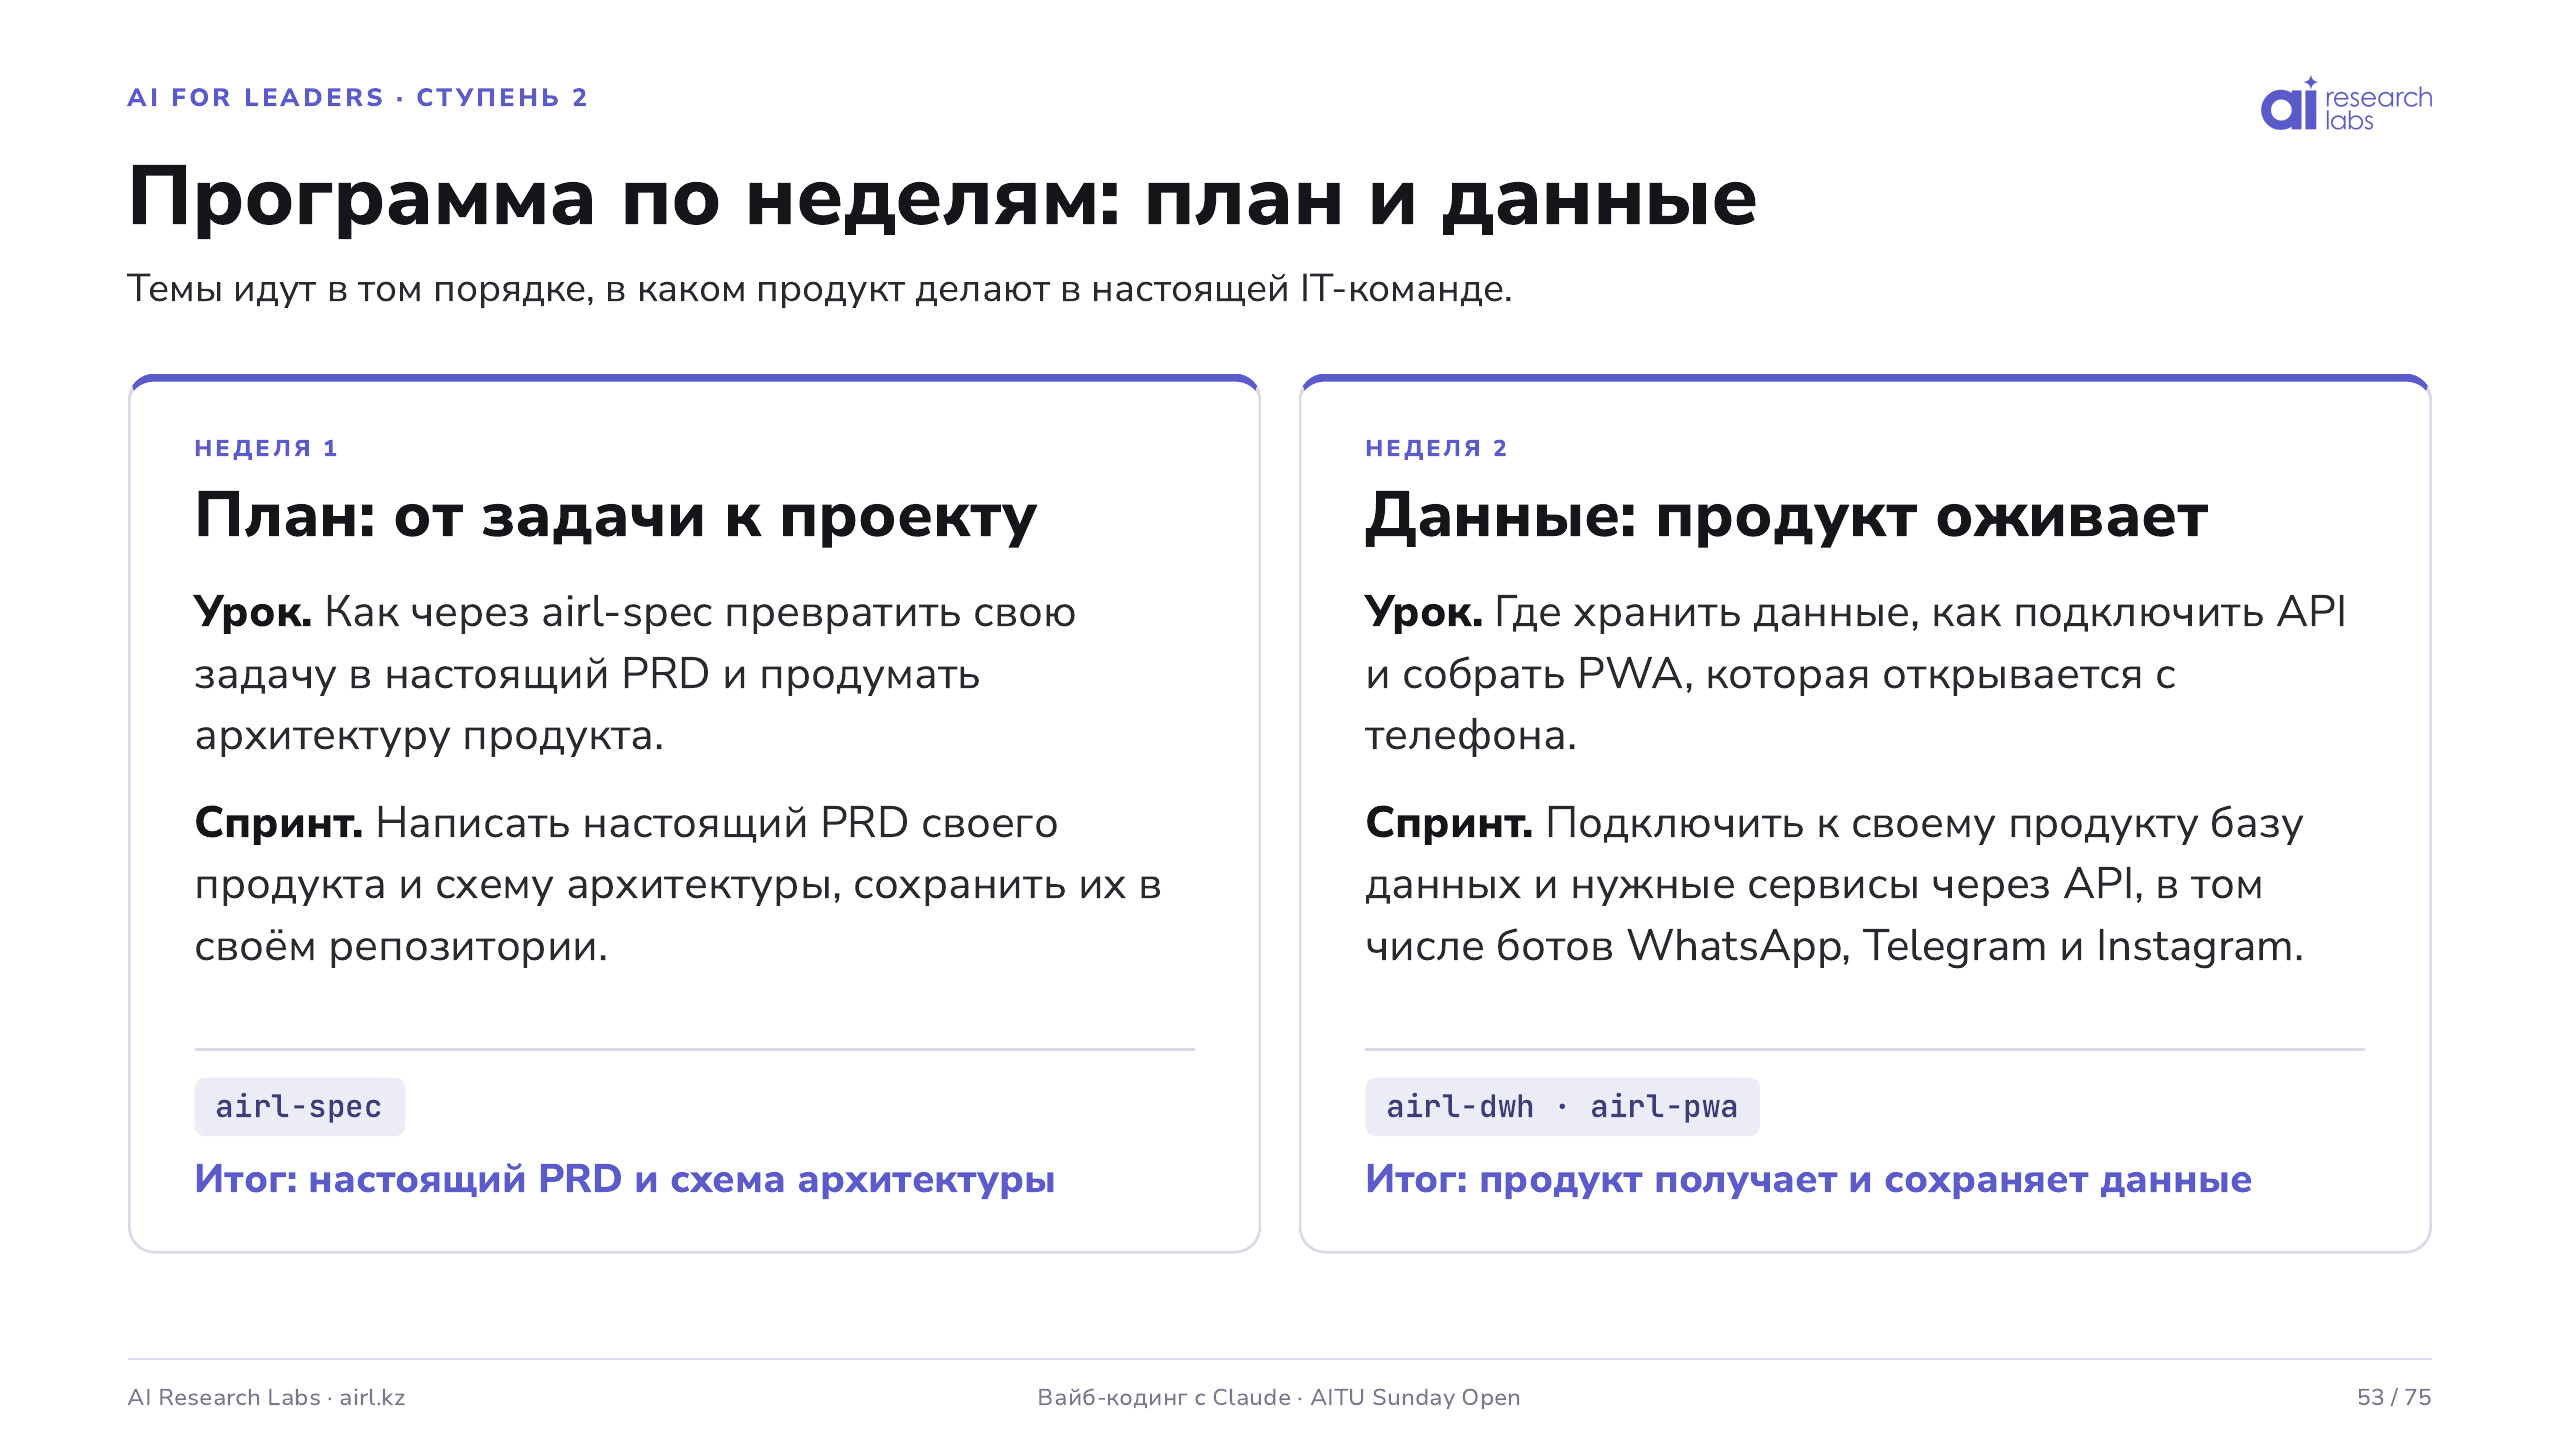 AI FOR LEADERS · СТУПЕНЬ 2
ai research labs
Программа по неделям: план и данные
Темы идут в том порядке, в каком продукт делают в настоящей IT-команде.
НЕДЕЛЯ 1
План: от задачи к проекту
Урок. Как через airl-spec превратить свою
задачу в настоящий PRD и продумать
архитектуру продукта.
Спринт. Написать настоящий PRD своего
продукта и схему архитектуры, сохранить их в
своём репозитории.
airl-spec
Итог: настоящий PRD и схема архитектуры
НЕДЕЛЯ 2
Данные: продукт оживает
Урок. Где хранить данные, как подключить API
и собрать PWA, которая открывается с
телефона.
Спринт. Подключить к своему продукту базу
данных и нужные сервисы через API, в том
числе ботов WhatsApp, Telegram и Instagram.
airl-dwh · airl-pwa
Итог: продукт получает и сохраняет данные
AI Research Labs · airl.kz
Вайб-кодинг с Claude · AITU Sunday Open
53 / 75